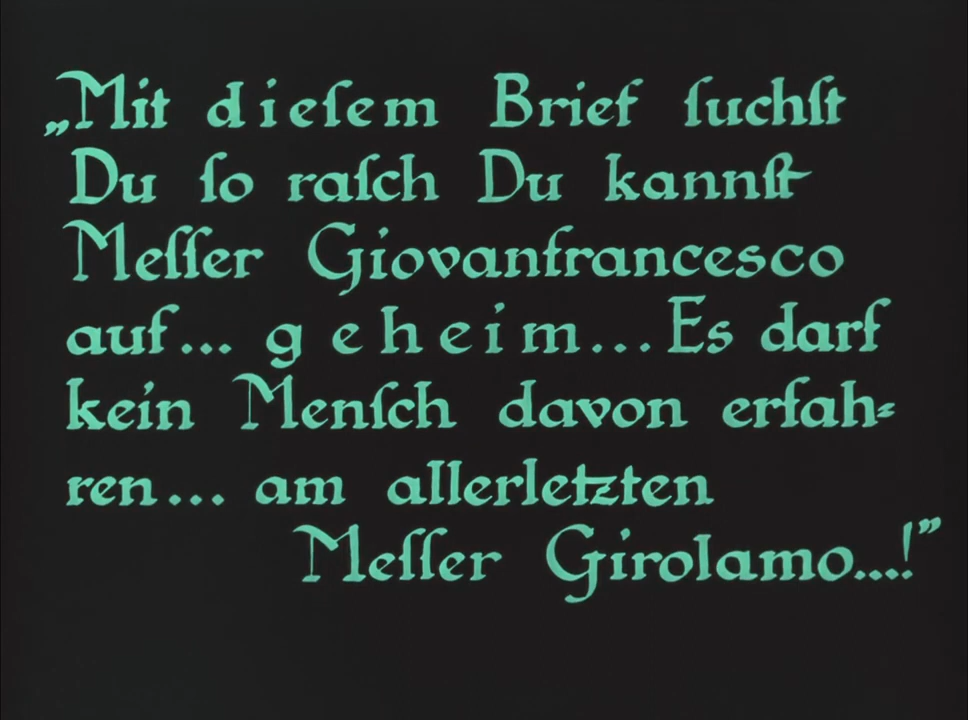 „Mit dieſem Brief ſuchſt
Du ſo raſch Du kannſt
Meſſer Giovanfrancesco
auf... geheim... Es darf
kein Menſch davon erfah⸗
ren... am allerletzten
Meſſer Girolamo...!”